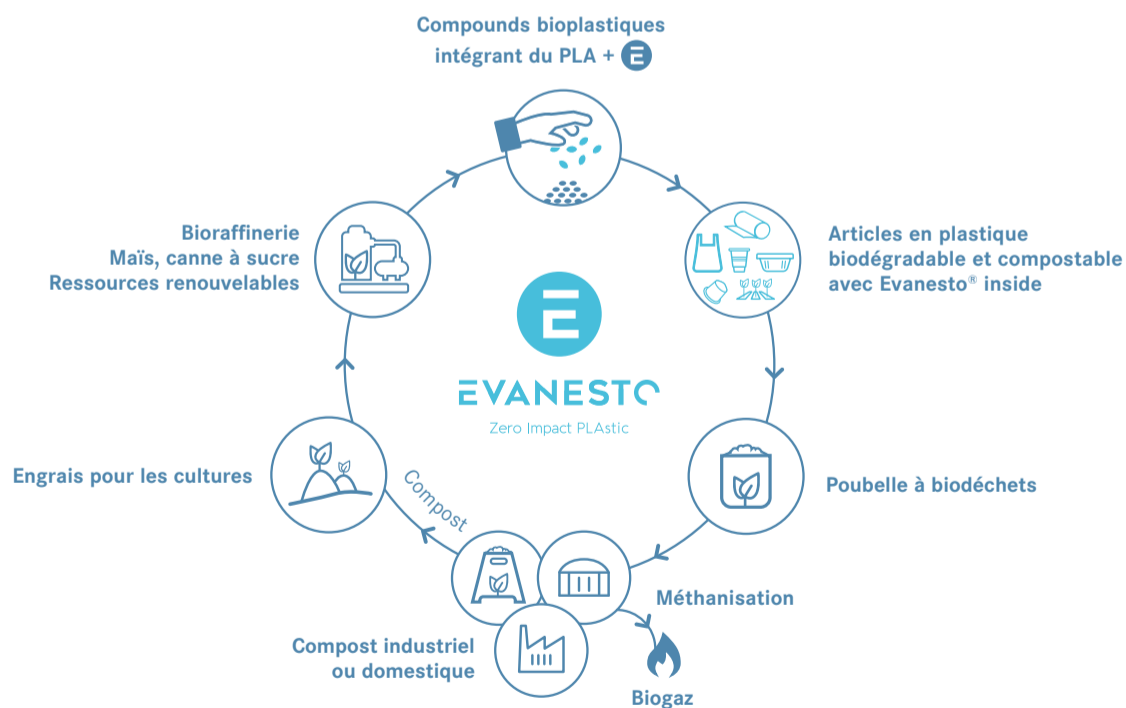 Compounds bioplastiques
intégrant du PLA + E
Bioraffinerie
Maïs, canne à sucre
Ressources renouvelables
Articles en plastique
biodégradable et compostable
avec Evanesto® inside
E
EVANESTO
Zero Impact PLAstic
Engrais pour les cultures
Compost
Poubelle à biodéchets
Méthanisation
Compost industriel
ou domestique
Biogaz